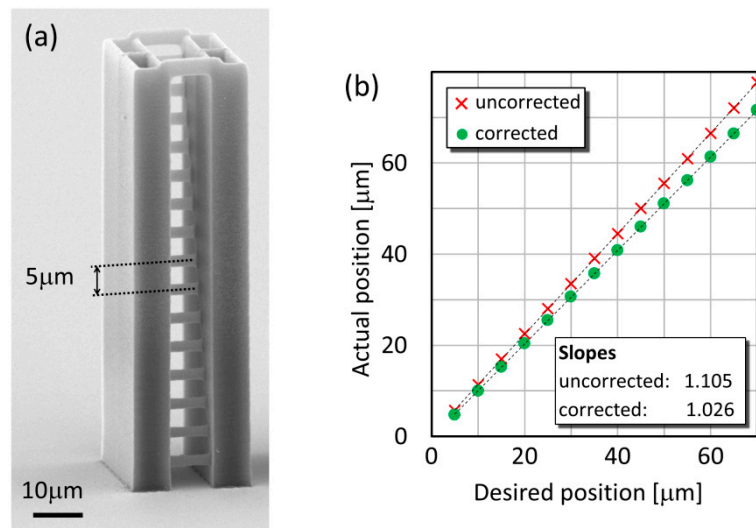 (a)
5μm
10μm
(b)
uncorrected
corrected
Actual position [μm]
60
40
20
0
Slopes
uncorrected: 1.105
corrected: 1.026
0 20 40 60
Desired position [μm]